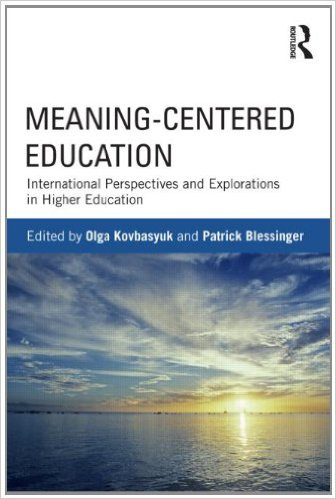 ROUTLEDGE
MEANING-CENTERED
EDUCATION
International Perspectives and Explorations
in Higher Education
Edited by Olga Kovbasyuk and Patrick Blessinger